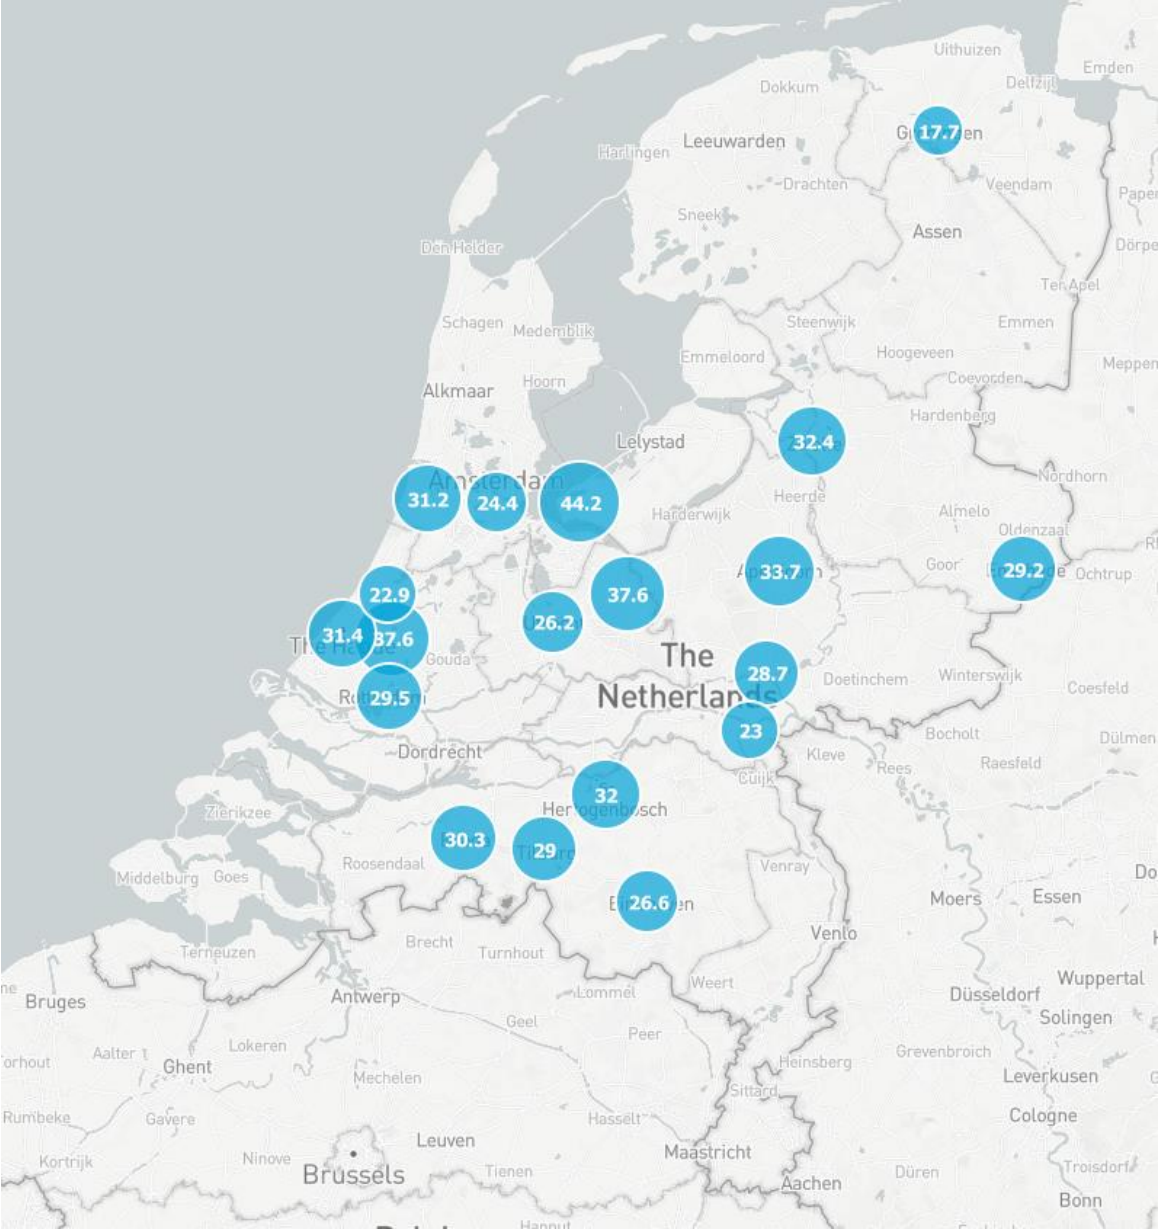 Uithuizen
Emden
Delfzijl
Dokkum
17.7
Leeuwarden
Harlingen
Drachten
Veendam
Sneek
Assen
Den Helder
Ter Apel
Schagen
Medemblik
Steenwijk
Emmen
Emmeloord
Hoogeveen
Meppen
Coevorden
Hoorn
Alkmaar
Hardenberg
Lelystad
32.4
Nordhorn
Amsterdam
31.2
24.4
44.2
Heerde
Harderwijk
Almelo
Oldenzaal
33.7
Goor
29.2
Ochtrup
22.9
37.6
26.2
31.4
37.6
Gouda
The
Netherlands
28.7
Doetinchem
Winterswijk
Coesfeld
29.5
23
Bocholt
Dülmen
Dordrecht
Kleve
Rees
Raesfeld
Cuijk
32
Hertogenbosch
Zierikzee
30.3
29
Roosendaal
Venray
Middelburg
Goes
26.6
Moers
Essen
Venlo
Brecht
Turnhout
Terneuzen
Weert
Wuppertal
Lommel
Bruges
Antwerp
Düsseldorf
Solingen
Geel
Peer
Lokeren
Aalter
Ghent
Grevenbroich
Heinsberg
Mechelen
Leverkusen
Sittard
Rumbeke
Gavere
Hasselt
Cologne
Leuven
Maastricht
Kortrijk
Ninove
Brussels
Tienen
Aachen
Düren
Troisdorf
Bonn